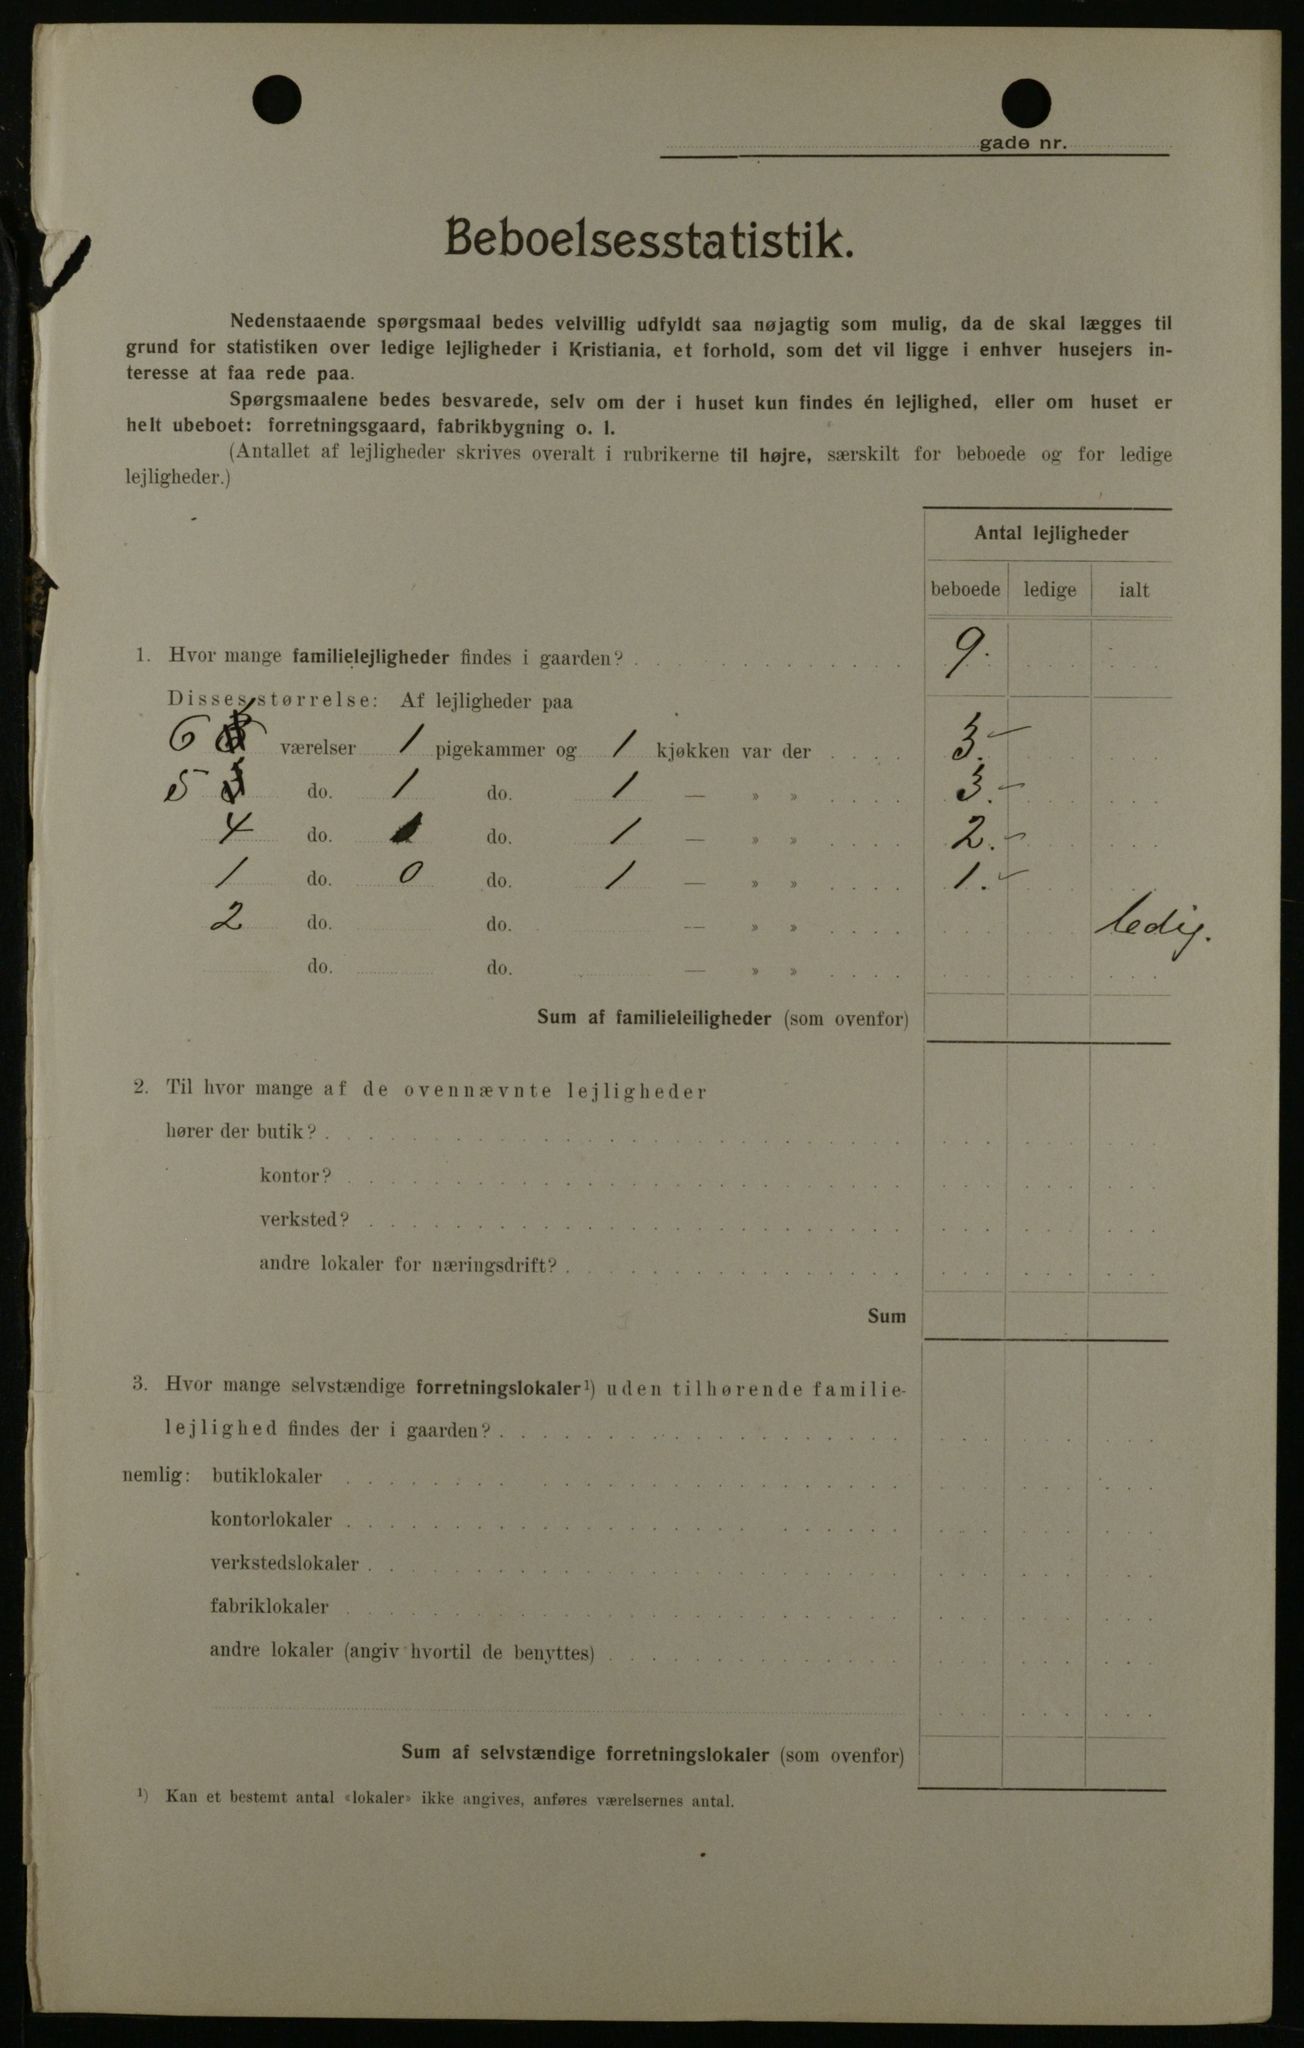 gade nr.
Beboelsesstatistik.
Nedenstaaende spørgsmaal bedes velvillig udfyldt saa nøjagtig som mulig, da de skal lægges til
grund for statistiken over ledige lejligheder i Kristiania, et forhold, som det vil ligge i enhver husejers in-
teresse at faa rede paa.
Spørgsmaalene bedes besvarede, selv om der i huset kun findes én lejlighed, eller om huset er
helt ubeboet: forretningsgaard, fabrikbygning o. l.
(Antallet af lejligheder skrives overalt i rubrikerne til højre, særskilt for beboede og for ledige
lejligheder.)
Antal lejligheder
beboede ledige ialt
1. Hvor mange familielejligheder findes i gaarden? 9.
Disses størrelse: Af lejligheder paa
6 værelser 1 pigekammer og 1 kjøkken var der 3.-
5 do. 1 do. 1 — » » 3.-
4 do. do. 1 — » » 2.-
1 do. 0 do. 1 — » » 1.-
2 do. do. — » » ledig.
do. do. — » »
Sum af familieleiligheder (som ovenfor)
2. Til hvor mange af de ovennævnte lejligheder
hører der butik?
kontor?
verksted?
andre lokaler for næringsdrift?
Sum
3. Hvor mange selvstændige forretningslokaler¹) uden tilhørende familie-
lejlighed findes der i gaarden?
nemlig: butiklokaler
kontorlokaler
verkstedslokaler
fabriklokaler
andre lokaler (angiv hvortil de benyttes)
Sum af selvstændige forretningslokaler (som ovenfor)
¹) Kan et bestemt antal «lokaler» ikke angives, anføres værelsernes antal.